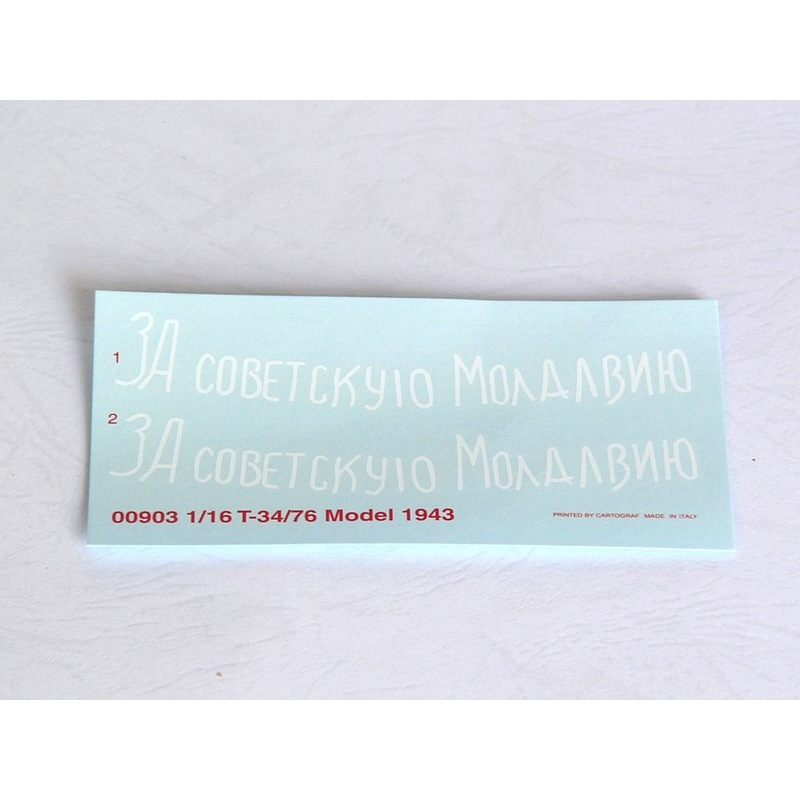 1 ЗА СОВЕТСКУЮ МОЛДАВИЮ
2 ЗА СОВЕТСКУЮ МОЛДАВИЮ
00903 1/16 T-34/76 Model 1943
PRINTED BY CARTOGRAF MADE IN ITALY